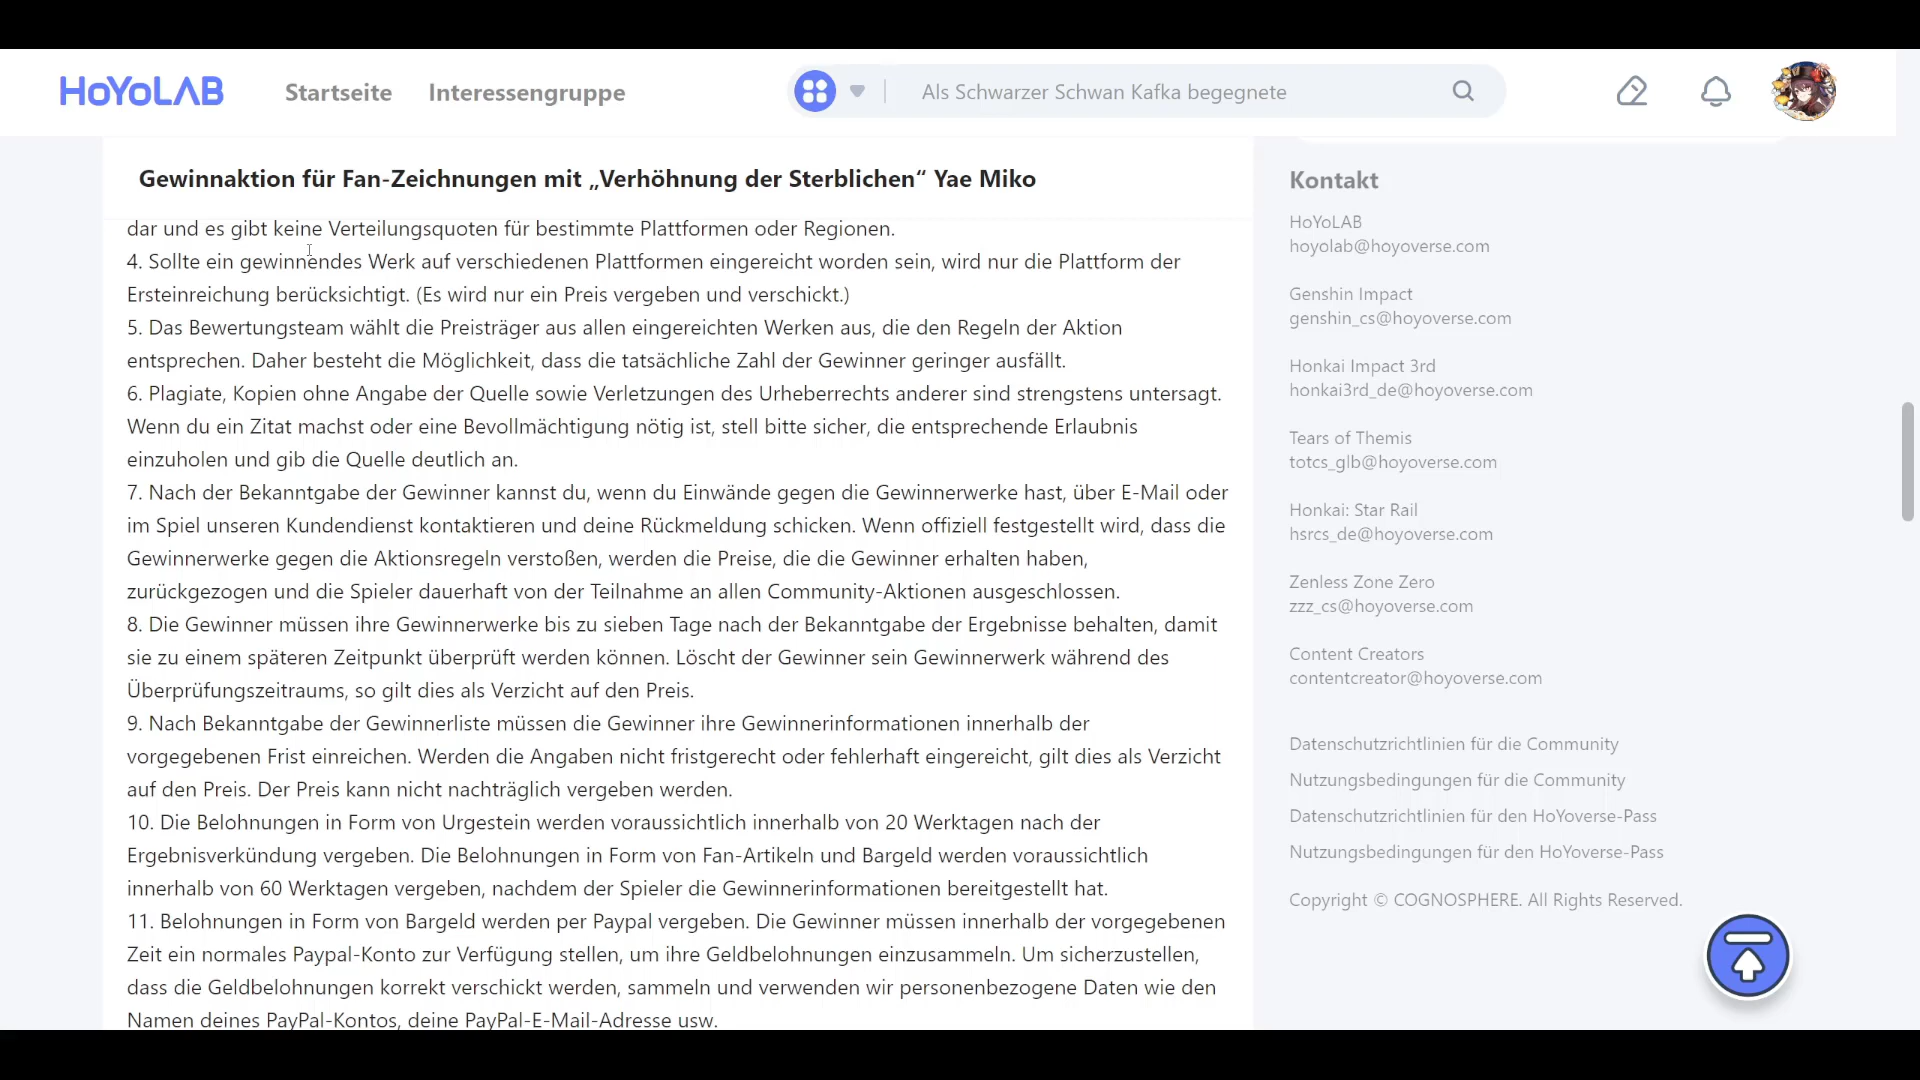 HoYoLAB
Startseite
Interessengruppe
Als Schwarzer Schwan Kafka begegnete
Gewinnaktion für Fan-Zeichnungen mit „Verhöhnung der Sterblichen“ Yae Miko
dar und es gibt keine Verteilungsquoten für bestimmte Plattformen oder Regionen.
4. Sollte ein gewinnendes Werk auf verschiedenen Plattformen eingereicht worden sein, wird nur die Plattform der
Ersteinreichung berücksichtigt. (Es wird nur ein Preis vergeben und verschickt.)
5. Das Bewertungsteam wählt die Preisträger aus allen eingereichten Werken aus, die den Regeln der Aktion
entsprechen. Daher besteht die Möglichkeit, dass die tatsächliche Zahl der Gewinner geringer ausfällt.
6. Plagiate, Kopien ohne Angabe der Quelle sowie Verletzungen des Urheberrechts anderer sind strengstens untersagt.
Wenn du ein Zitat machst oder eine Bevollmächtigung nötig ist, stell bitte sicher, die entsprechende Erlaubnis
einzuholen und gib die Quelle deutlich an.
7. Nach der Bekanntgabe der Gewinner kannst du, wenn du Einwände gegen die Gewinnerwerke hast, über E-Mail oder
im Spiel unseren Kundendienst kontaktieren und deine Rückmeldung schicken. Wenn offiziell festgestellt wird, dass die
Gewinnerwerke gegen die Aktionsregeln verstoßen, werden die Preise, die die Gewinner erhalten haben,
zurückgezogen und die Spieler dauerhaft von der Teilnahme an allen Community-Aktionen ausgeschlossen.
8. Die Gewinner müssen ihre Gewinnerwerke bis zu sieben Tage nach der Bekanntgabe der Ergebnisse behalten, damit
sie zu einem späteren Zeitpunkt überprüft werden können. Löscht der Gewinner sein Gewinnerwerk während des
Überprüfungszeitraums, so gilt dies als Verzicht auf den Preis.
9. Nach Bekanntgabe der Gewinnerliste müssen die Gewinner ihre Gewinnerinformationen innerhalb der
vorgegebenen Frist einreichen. Werden die Angaben nicht fristgerecht oder fehlerhaft eingereicht, gilt dies als Verzicht
auf den Preis. Der Preis kann nicht nachträglich vergeben werden.
10. Die Belohnungen in Form von Urgestein werden voraussichtlich innerhalb von 20 Werktagen nach der
Ergebnisverkündung vergeben. Die Belohnungen in Form von Fan-Artikeln und Bargeld werden voraussichtlich
innerhalb von 60 Werktagen vergeben, nachdem der Spieler die Gewinnerinformationen bereitgestellt hat.
11. Belohnungen in Form von Bargeld werden per Paypal vergeben. Die Gewinner müssen innerhalb der vorgegebenen
Zeit ein normales Paypal-Konto zur Verfügung stellen, um ihre Geldbelohnungen einzusammeln. Um sicherzustellen,
dass die Geldbelohnungen korrekt verschickt werden, sammeln und verwenden wir personenbezogene Daten wie den
Namen deines PayPal-Kontos, deine PayPal-E-Mail-Adresse usw.
Kontakt
HoYoLAB
hoyolab@hoyoverse.com
Genshin Impact
genshin_cs@hoyoverse.com
Honkai Impact 3rd
honkai3rd_de@hoyoverse.com
Tears of Themis
totcs_glb@hoyoverse.com
Honkai: Star Rail
hsrcs_de@hoyoverse.com
Zenless Zone Zero
zzz_cs@hoyoverse.com
Content Creators
contentcreator@hoyoverse.com
Datenschutzrichtlinien für die Community
Nutzungsbedingungen für die Community
Datenschutzrichtlinien für den HoYoverse-Pass
Nutzungsbedingungen für den HoYoverse-Pass
Copyright © COGNOSPHERE. All Rights Reserved.